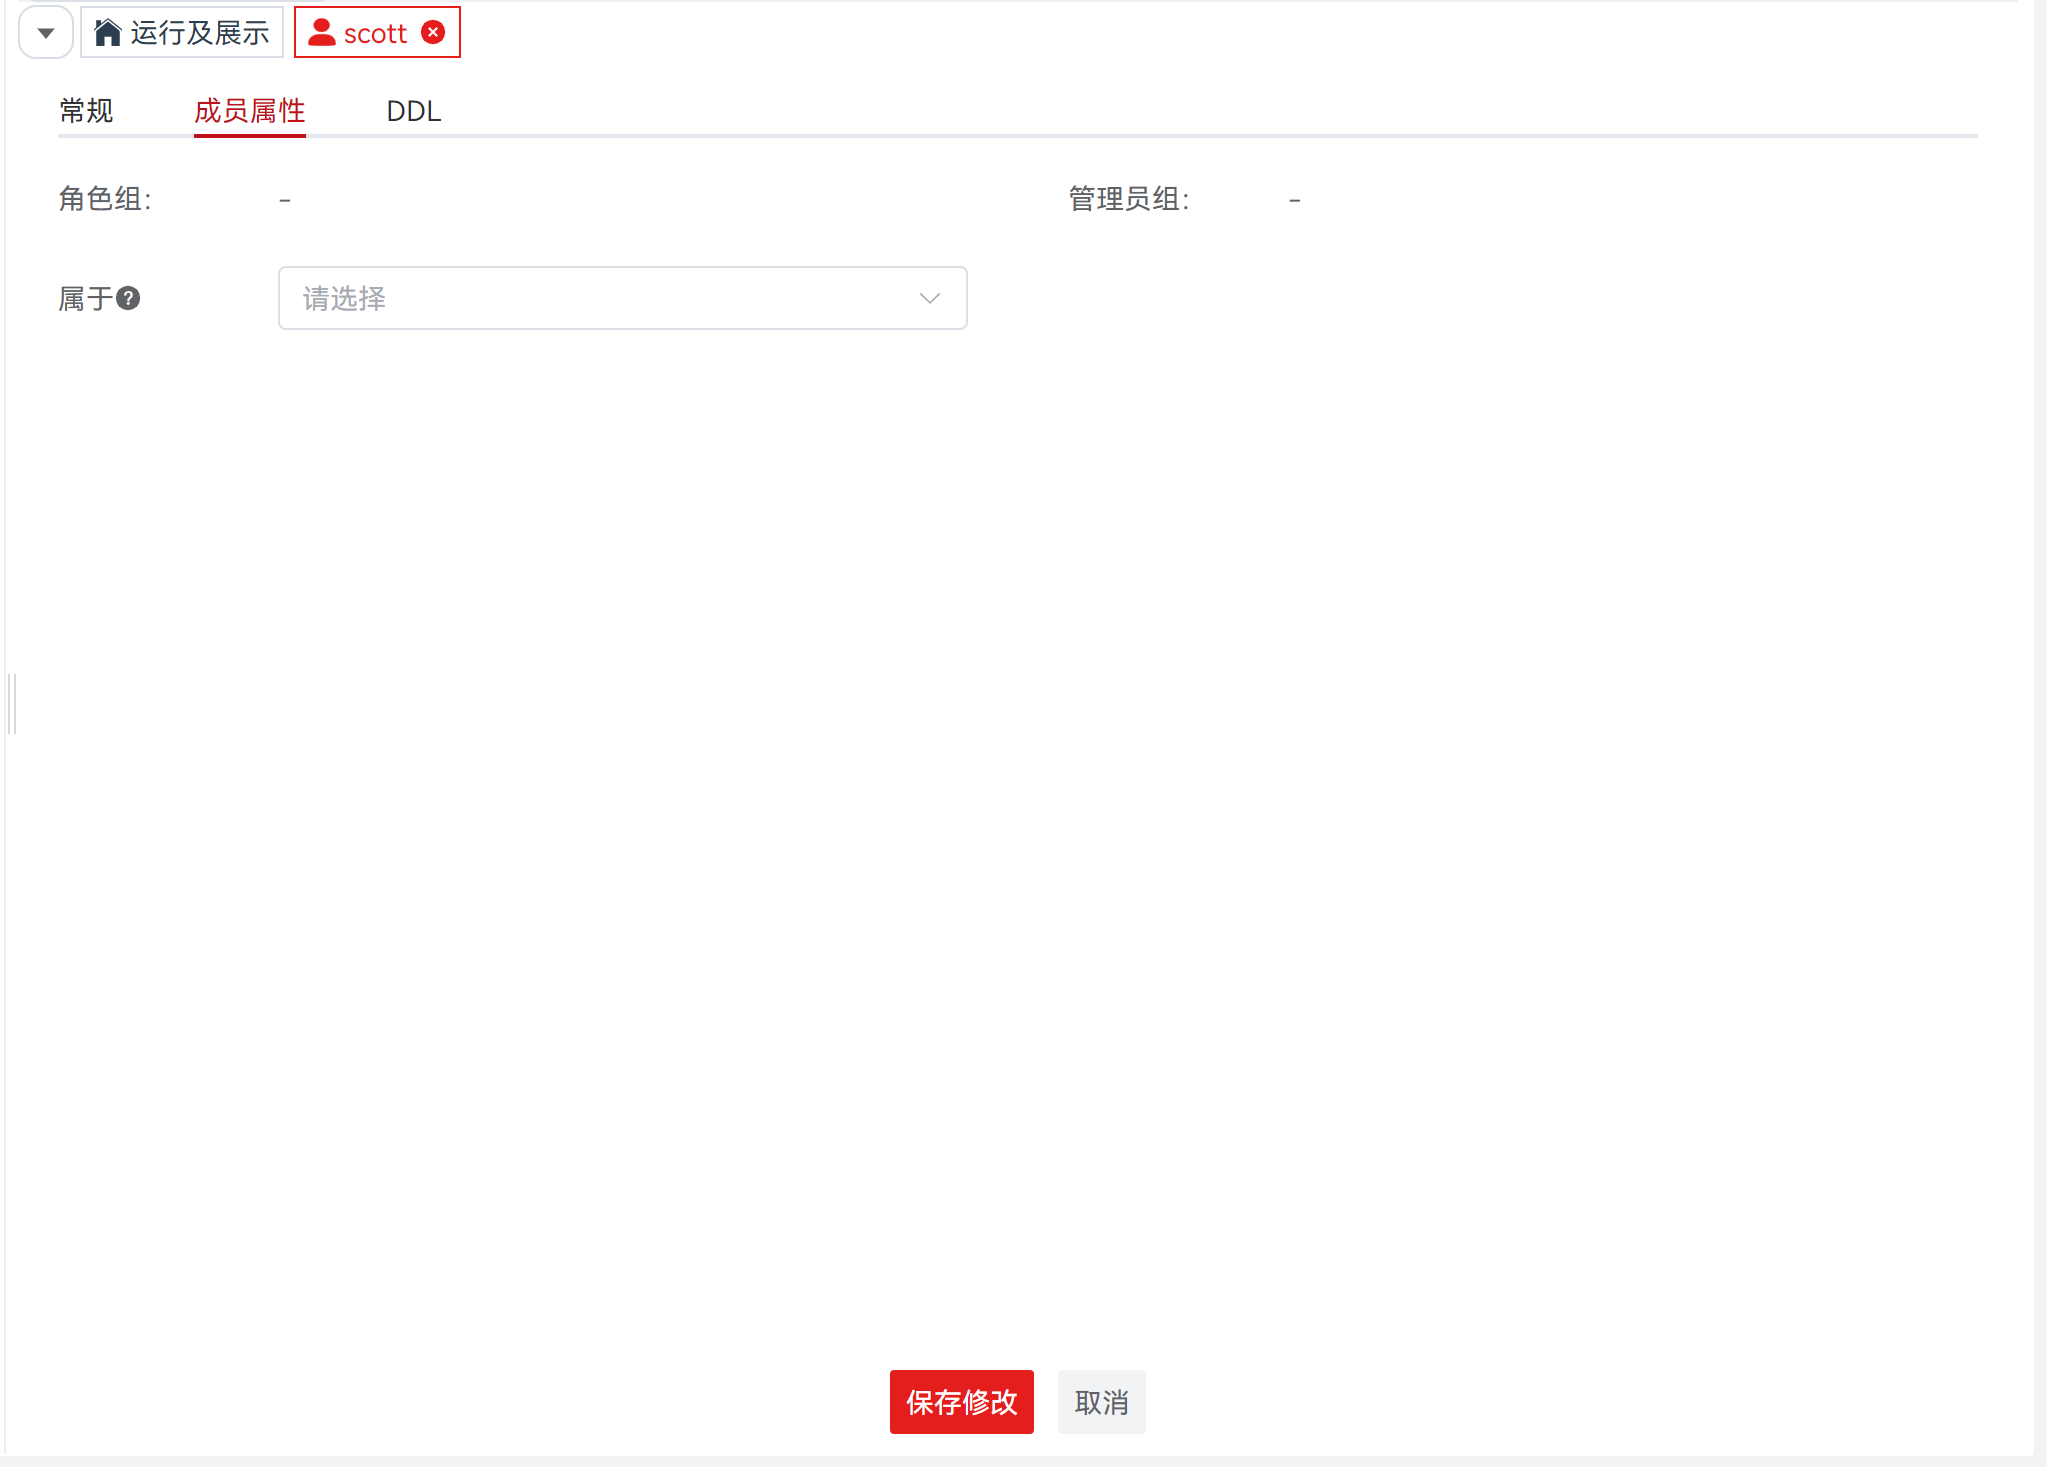 运行及展示 scott
常规 成员属性 DDL
角色组： - 管理员组： -
属于 请选择
保存修改 取消